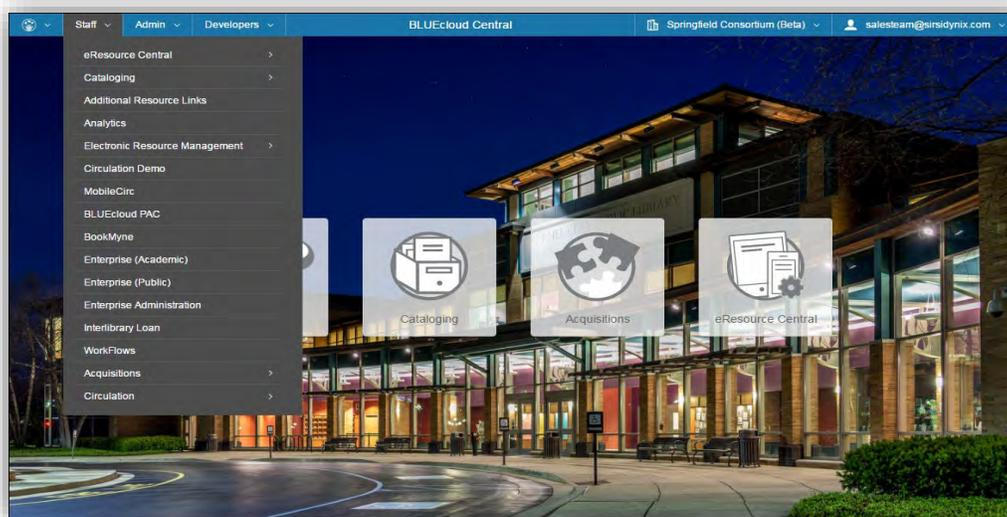 Staff Admin Developers BLUEcloud Central Springfield Consortium (Beta) salesteam@sirsidynix.com
eResource Central
Cataloging
Additional Resource Links
Analytics
Electronic Resource Management
Circulation Demo
MobileCirc
BLUEcloud PAC
BookMyne
Enterprise (Academic)
Enterprise (Public)
Enterprise Administration
Interlibrary Loan
WorkFlows
Acquisitions
Circulation
Cataloging Acquisitions eResource Central
PUBLIC LIBRARY